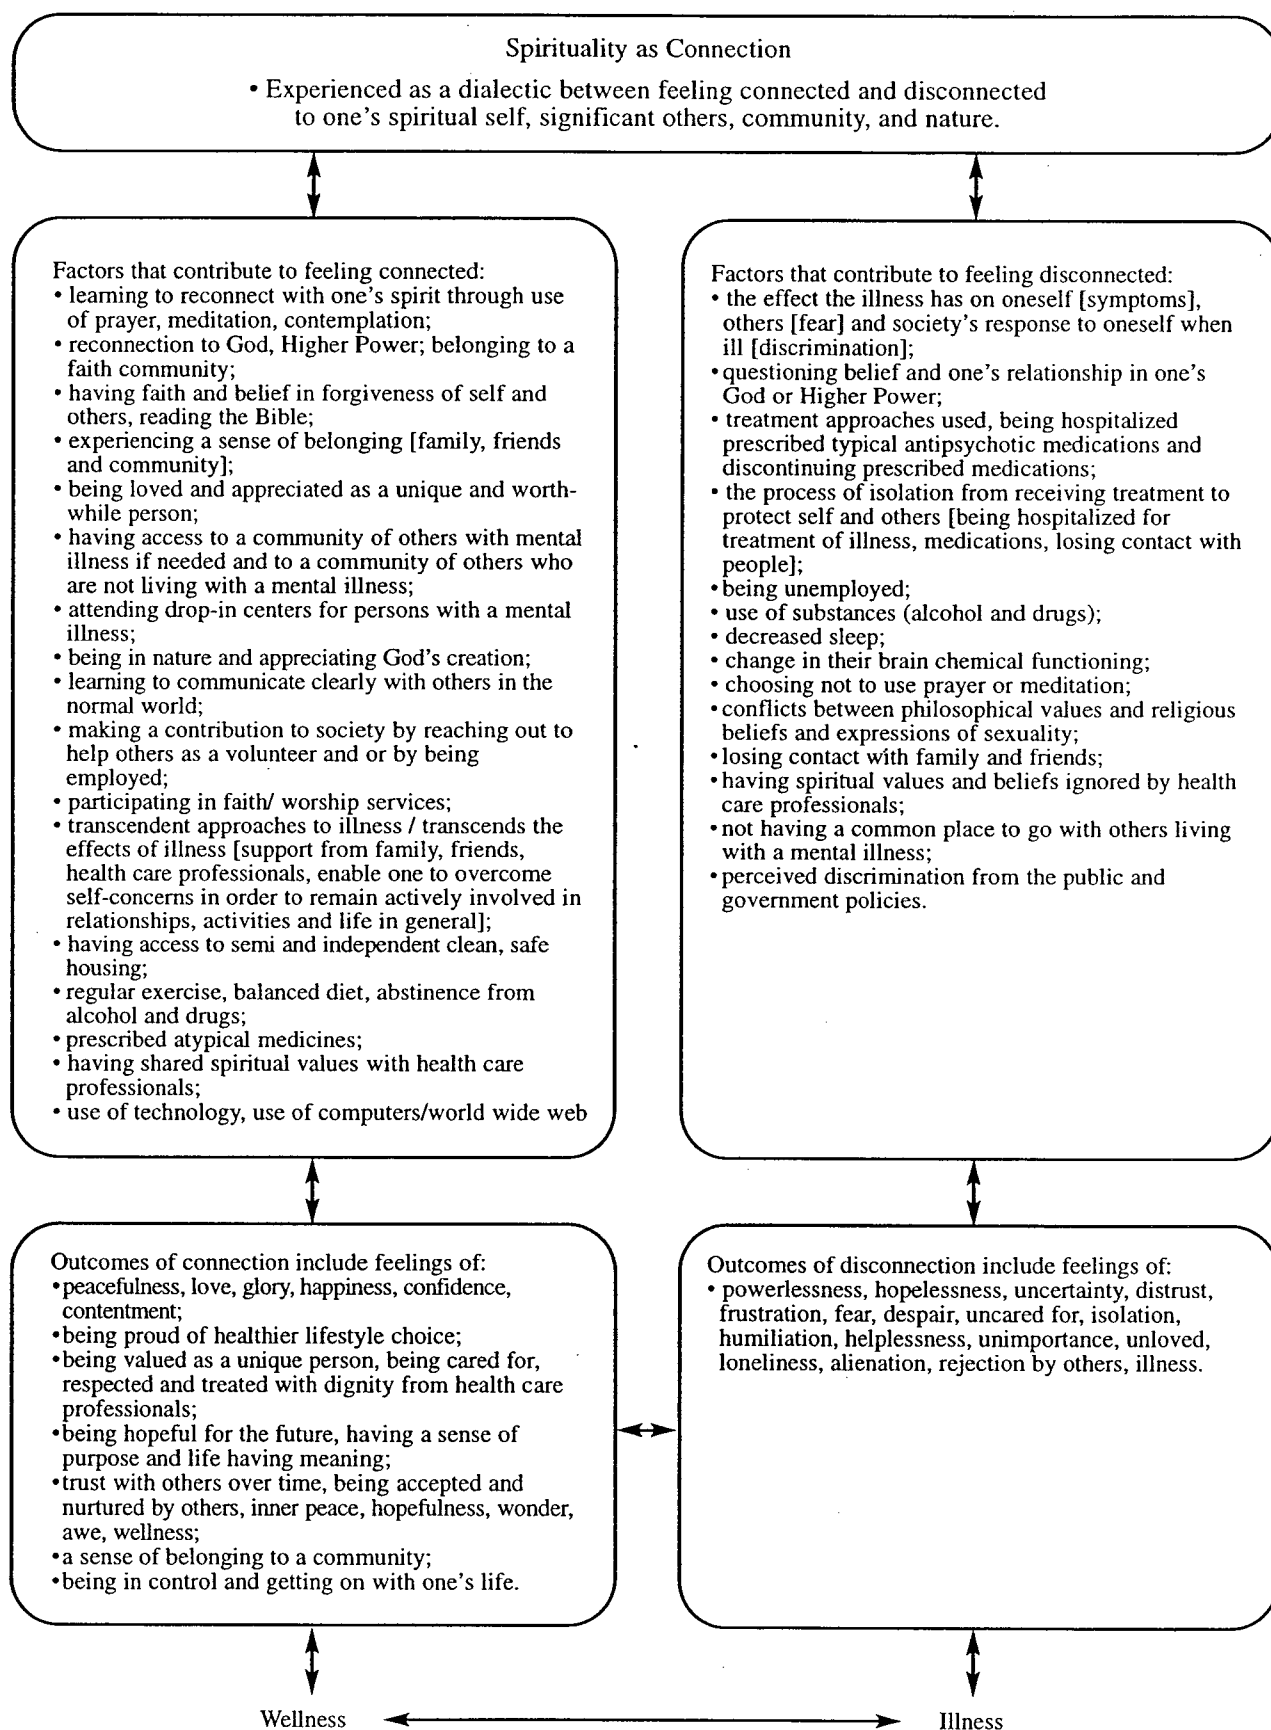 Spirituality as Connection
• Experienced as a dialectic between feeling connected and disconnected
to one's spiritual self, significant others, community, and nature.
Factors that contribute to feeling connected:
• learning to reconnect with one's spirit through use
of prayer, meditation, contemplation;
• reconnection to God, Higher Power; belonging to a
faith community;
• having faith and belief in forgiveness of self and
others, reading the Bible;
• experiencing a sense of belonging [family, friends
and community];
• being loved and appreciated as a unique and worth-
while person;
• having access to a community of others with mental
illness if needed and to a community of others who
are not living with a mental illness;
• attending drop-in centers for persons with a mental
illness;
• being in nature and appreciating God's creation;
• learning to communicate clearly with others in the
normal world;
• making a contribution to society by reaching out to
help others as a volunteer and or by being
employed;
• participating in faith/ worship services;
• transcendent approaches to illness / transcends the
effects of illness [support from family, friends,
health care professionals, enable one to overcome
self-concerns in order to remain actively involved in
relationships, activities and life in general];
• having access to semi and independent clean, safe
housing;
• regular exercise, balanced diet, abstinence from
alcohol and drugs;
• prescribed atypical medicines;
• having shared spiritual values with health care
professionals;
• use of technology, use of computers/world wide web
Factors that contribute to feeling disconnected:
• the effect the illness has on oneself [symptoms],
others [fear] and society's response to oneself when
ill [discrimination];
• questioning belief and one's relationship in one's
God or Higher Power;
• treatment approaches used, being hospitalized
prescribed typical antipsychotic medications and
discontinuing prescribed medications;
• the process of isolation from receiving treatment to
protect self and others [being hospitalized for
treatment of illness, medications, losing contact with
people];
• being unemployed;
• use of substances (alcohol and drugs);
• decreased sleep;
• change in their brain chemical functioning;
• choosing not to use prayer or meditation;
• conflicts between philosophical values and religious
beliefs and expressions of sexuality;
• losing contact with family and friends;
• having spiritual values and beliefs ignored by health
care professionals;
• not having a common place to go with others living
with a mental illness;
• perceived discrimination from the public and
government policies.
Outcomes of connection include feelings of:
• peacefulness, love, glory, happiness, confidence,
contentment;
• being proud of healthier lifestyle choice;
• being valued as a unique person, being cared for,
respected and treated with dignity from health care
professionals;
• being hopeful for the future, having a sense of
purpose and life having meaning;
• trust with others over time, being accepted and
nurtured by others, inner peace, hopefulness, wonder,
awe, wellness;
• a sense of belonging to a community;
• being in control and getting on with one's life.
Outcomes of disconnection include feelings of:
• powerlessness, hopelessness, uncertainty, distrust,
frustration, fear, despair, uncared for, isolation,
humiliation, helplessness, unimportance, unloved,
loneliness, alienation, rejection by others, illness.
Wellness
Illness